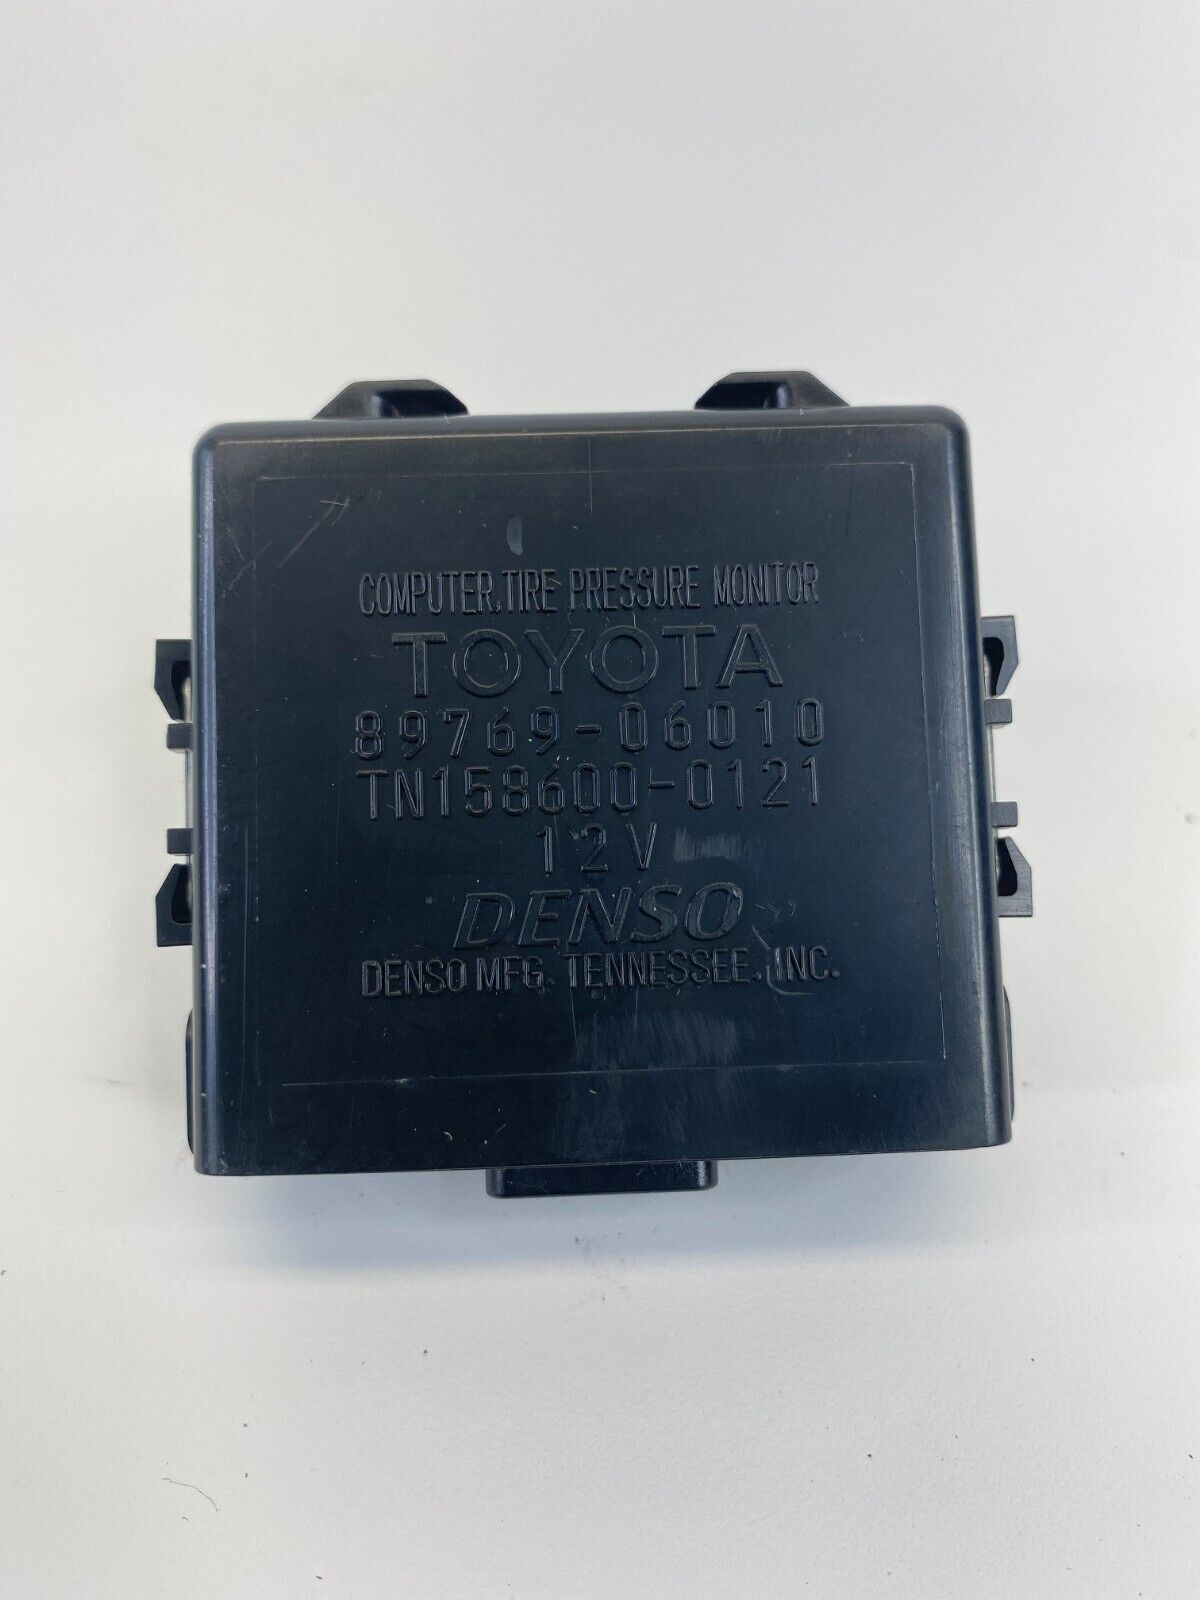 COMPUTER,TIRE PRESSURE MONITOR
TOYOTA
89769-06010
TN158600-0121
12V
DENSO
DENSO MFG. TENNESSEE, INC.